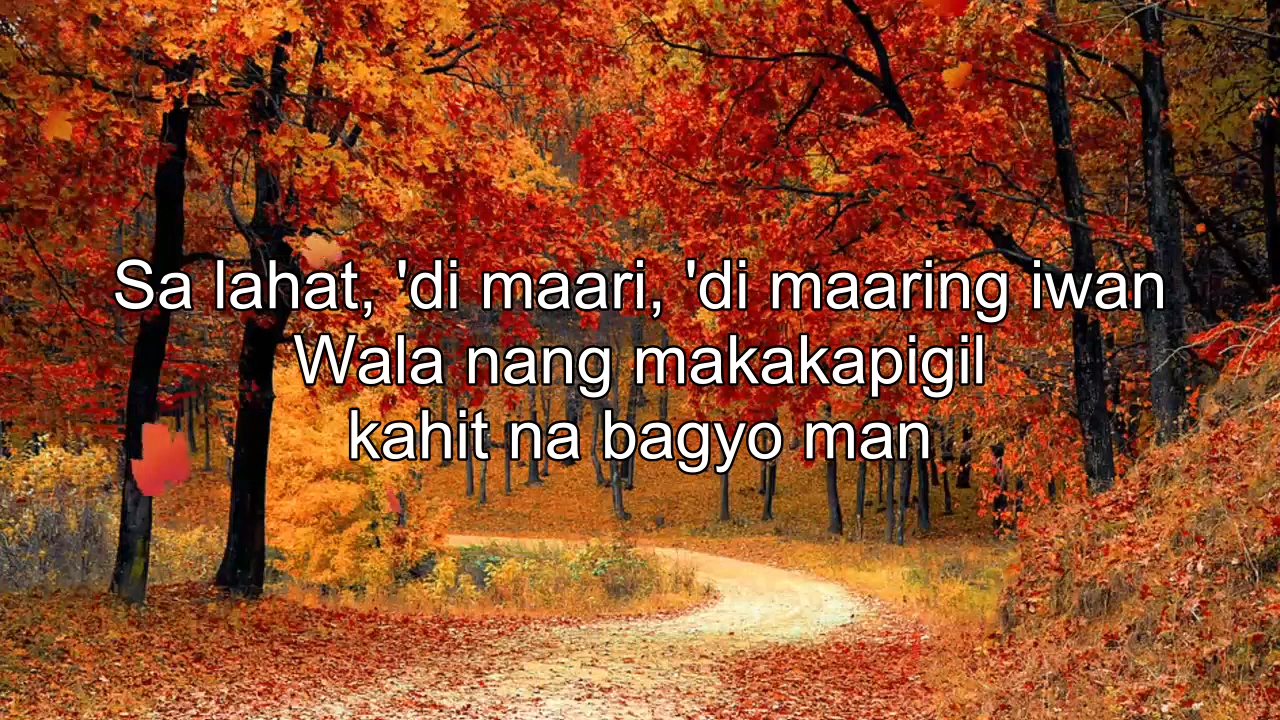 Sa lahat, 'di maari, 'di maaring iwan
Wala nang makakapigil
kahit na bagyo man